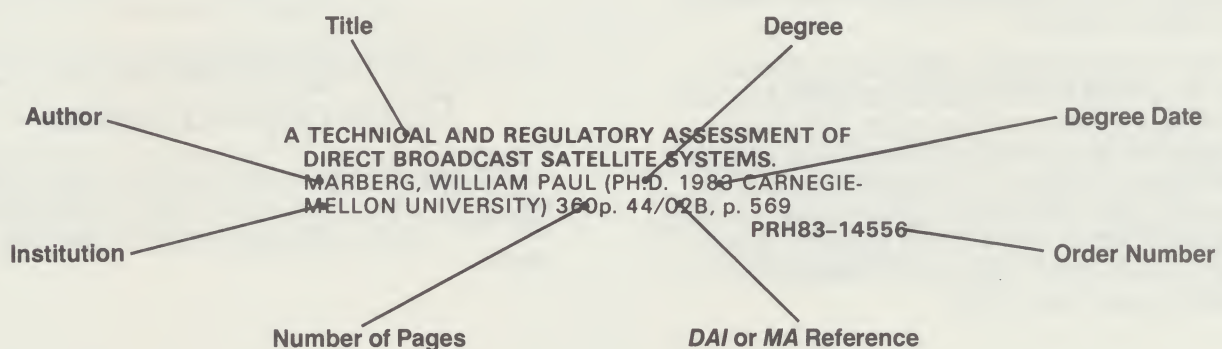 Title
Degree
Author
Degree Date
A TECHNICAL AND REGULATORY ASSESSMENT OF
DIRECT BROADCAST SATELLITE SYSTEMS.
MARBERG, WILLIAM PAUL (PH.D. 1983 CARNEGIE-
MELLON UNIVERSITY) 360p. 44/02B, p. 569
PRH83-14556
Institution
Order Number
Number of Pages
DAI or MA Reference